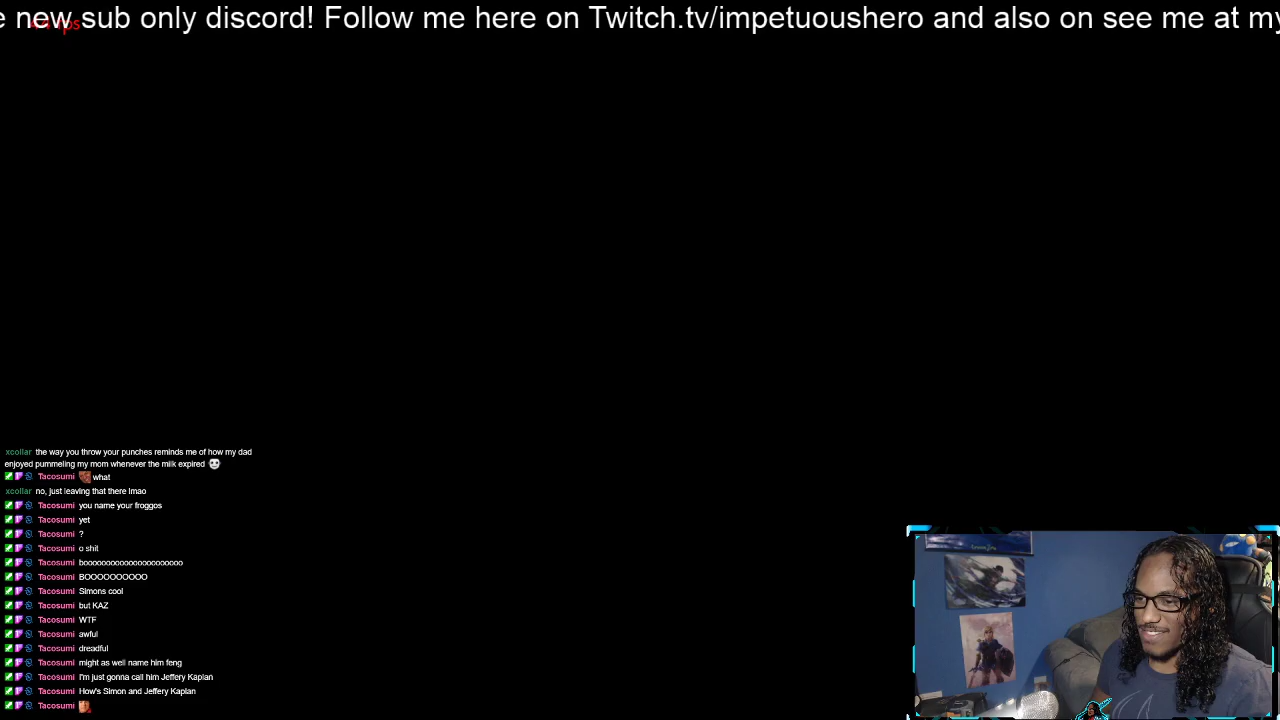 e new sub only discord! Follow me here on Twitch.tv/impetuoushero and also on see me at my
xcollar the way you throw your punches reminds me of how my dad
enjoyed pummeling my mom whenever the milk expired
Tacosumi what
xcollar no, just leaving that there lmao
Tacosumi you name your froggos
Tacosumi yet
Tacosumi ?
Tacosumi o shit
Tacosumi booooooooooooooooooooooo
Tacosumi BOOOOOOOOOO
Tacosumi Simons cool
Tacosumi but KAZ
Tacosumi WTF
Tacosumi awful
Tacosumi dreadful
Tacosumi might as well name him feng
Tacosumi I'm just gonna call him Jeffery Kaplan
Tacosumi How's Simon and Jeffery Kaplan
Tacosumi